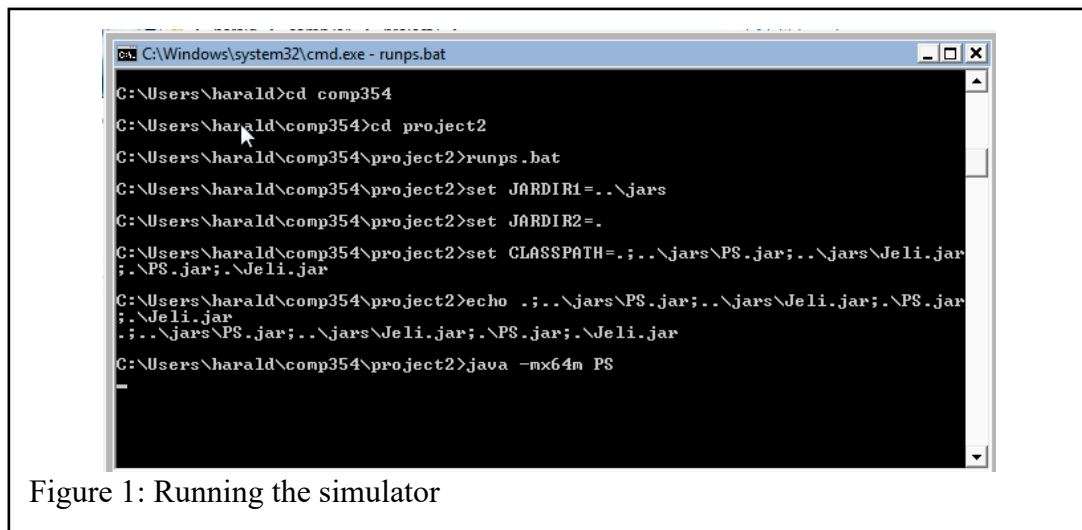 C:\Windows\system32\cmd.exe - runps.bat
C:\Users\harald>cd comp354
C:\Users\harald\comp354>cd project2
C:\Users\harald\comp354\project2>runps.bat
C:\Users\harald\comp354\project2>set JARDIR1=..\jars
C:\Users\harald\comp354\project2>set JARDIR2=.
C:\Users\harald\comp354\project2>set CLASSPATH=.;..\jars\PS.jar;..\jars\Jeli.jar
;.\PS.jar;.\Jeli.jar
C:\Users\harald\comp354\project2>echo .;..\jars\PS.jar;..\jars\Jeli.jar;.\PS.jar
;.\Jeli.jar
.;..\jars\PS.jar;..\jars\Jeli.jar;.\PS.jar;.\Jeli.jar
C:\Users\harald\comp354\project2>java -mx64m PS
Figure 1: Running the simulator